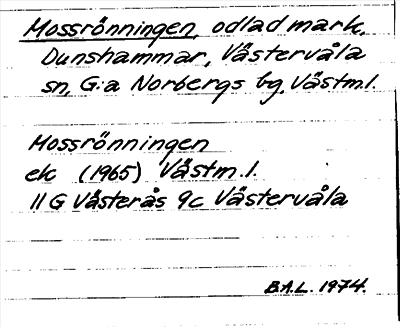 Mossrönningen, odlad mark,
Dunshammar, Västervåla
sn, G:a Norbergs bg, Västm.l.
Mossrönningen
ek (1965) Västm.l.
11 G Västerås 9c Västervåla
B.A.L. 1974.